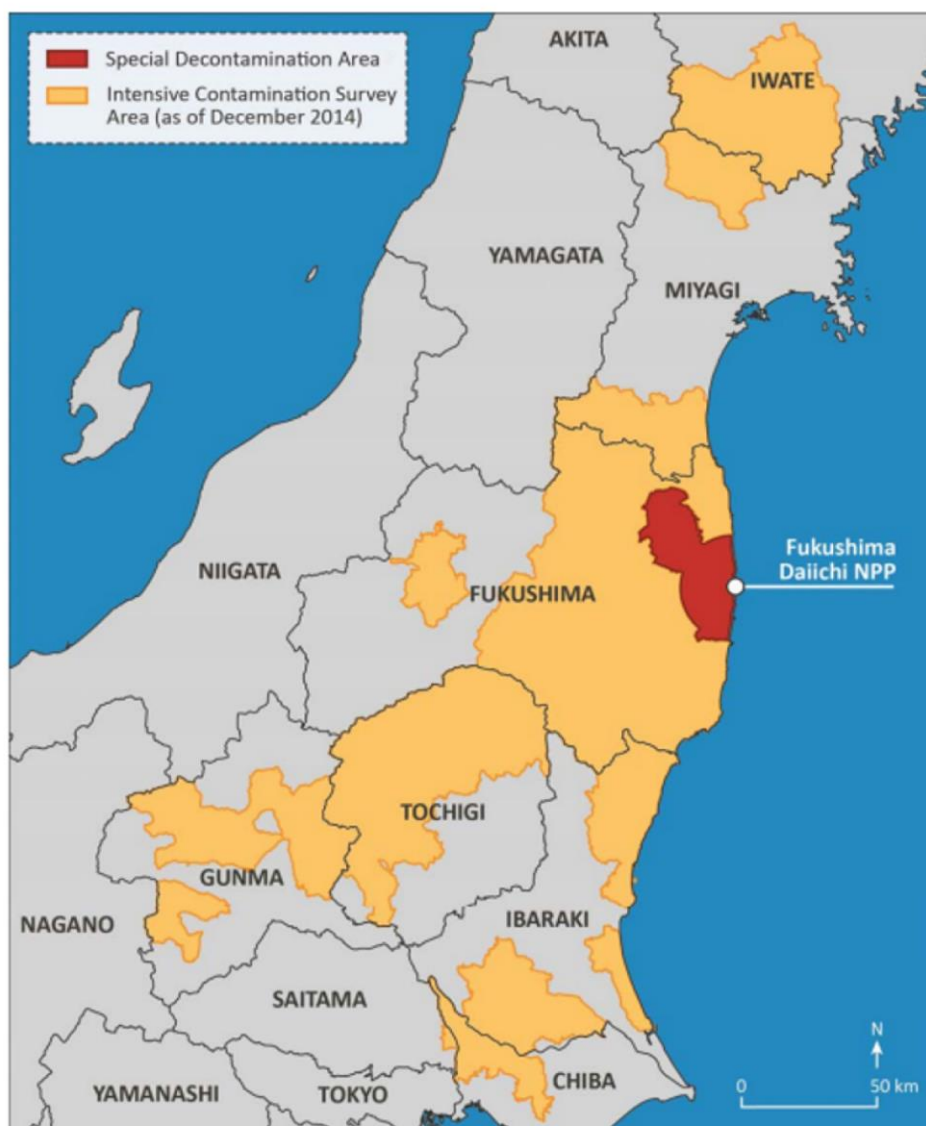 Special Decontamination Area
Intensive Contamination Survey
Area (as of December 2014)
AKITA
IWATE
YAMAGATA
MIYAGI
Fukushima
Daiichi NPP
NIIGATA
FUKUSHIMA
TOCHIGI
GUNMA
NAGANO
IBARAKI
SAITAMA
YAMANASHI
TOKYO
CHIBA
N
0 50 km